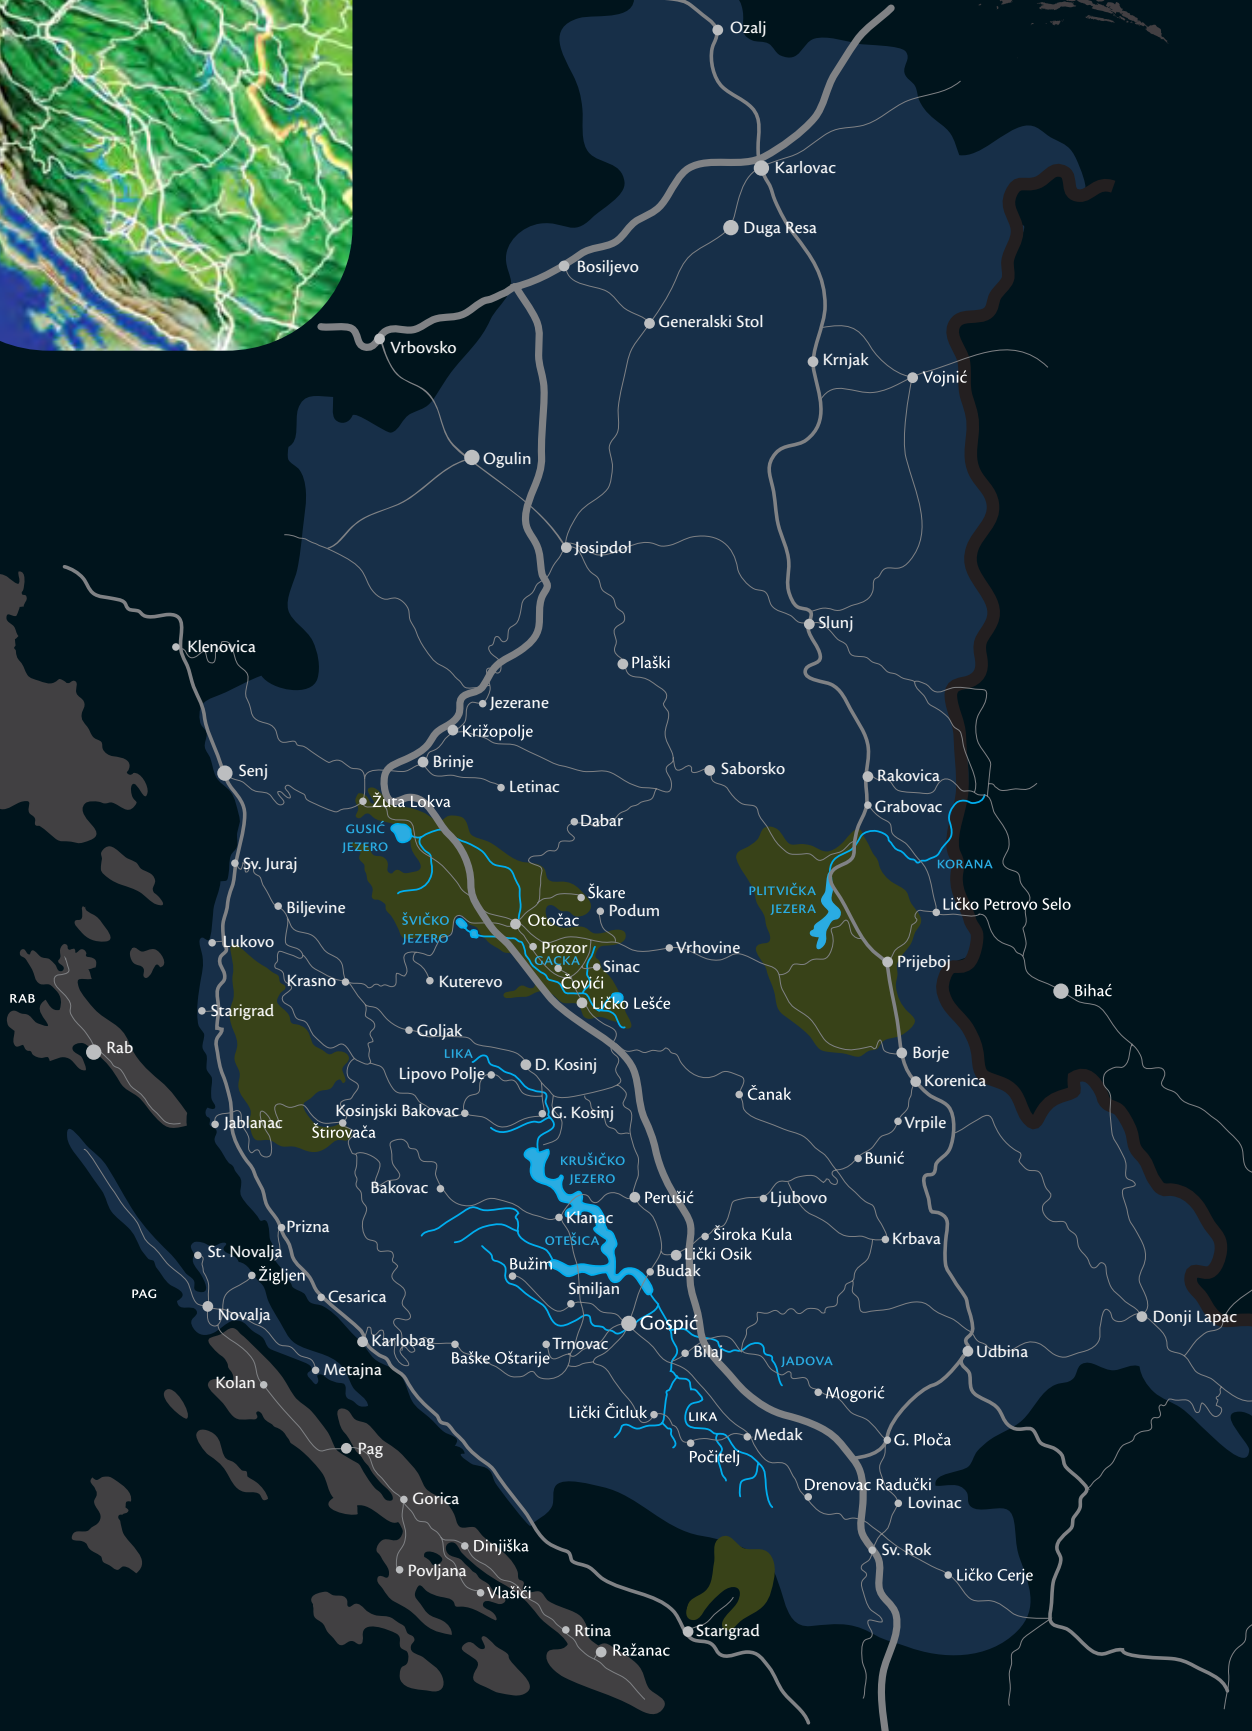 Ozalj
Karlovac
Duga Resa
Bosiljevo
Generalski Stol
Vrbovsko
Krnjak
Vojnić
Ogulin
Josipdol
Slunj
Klenovica
Plaški
Jezerane
Križopolje
Brinje
Senj
Saborsko
Rakovica
Letinac
Žuta Lokva
Grabovac
Dabar
GUSIĆ
JEZERO
Sv. Juraj
KORANA
PLITVIČKA
JEZERA
Škare
Biljevine
Podum
Ličko Petrovo Selo
ŠVIČKO
JEZERO
Otočac
Lukovo
Prozor
Vrhovine
GACKA
Sinac
Prijeboj
Krasno
Kuterevo
Čovići
Bihać
RAB
Ličko Lešće
Starigrad
Goljak
Rab
LIKA
D. Kosinj
Borje
Lipovo Polje
Korenica
Čanak
Kosinjski Bakovac
G. Kosinj
Jablanac
Štirovača
Vrpile
KRUŠIČKO
JEZERO
Bunić
Bakovac
Perušić
Ljubovo
Klanac
Prizna
OTEŠICA
Široka Kula
Krbava
St. Novalja
Lički Osik
Žigljen
Bužim
Budak
PAG
Smiljan
Cesarica
Novalja
Gospić
Donji Lapac
Karlobag
Trnovac
Baške Oštarije
Bilaj
Udbina
JADOVA
Metajna
Kolan
Mogorić
Lički Čitluk
LIKA
Medak
G. Ploča
Pag
Počitelj
Drenovac Radučki
Gorica
Lovinac
Dinjiška
Sv. Rok
Povljana
Ličko Cerje
Vlašići
Rtina
Starigrad
Ražanac